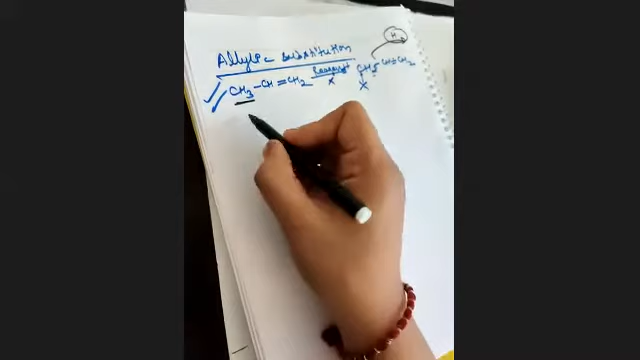 Allylic substitution
H
CH3-CH=CH2 Reagent CH2-CH=CH2
X X